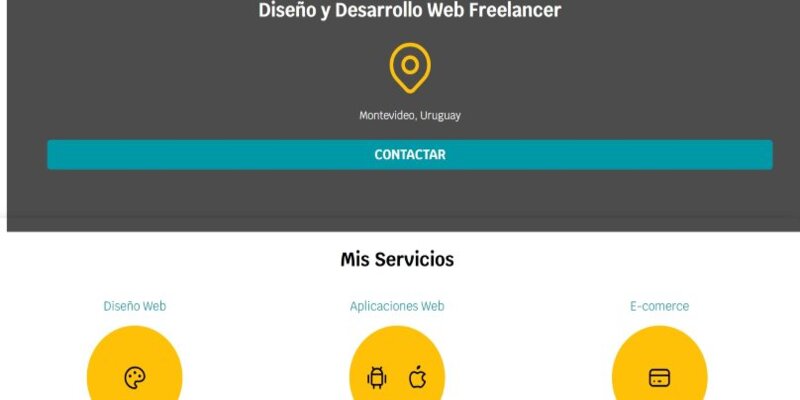 Diseño y Desarrollo Web Freelancer
Montevideo, Uruguay
CONTACTAR
Mis Servicios
Diseño Web
Aplicaciones Web
E-comerce